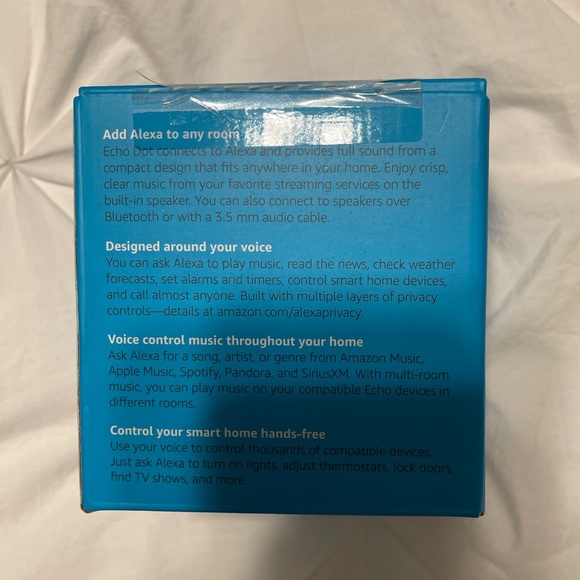 Add Alexa to any room
Echo Dot connects to Alexa and provides full sound from a
compact design that fits anywhere in your home. Enjoy crisp,
clear music from your favorite streaming services on the
built-in speaker. You can also connect to speakers over
Bluetooth or with a 3.5 mm audio cable.
Designed around your voice
You can ask Alexa to play music, read the news, check weather
forecasts, set alarms and timers, control smart home devices,
and call almost anyone. Built with multiple layers of privacy
controls—details at amazon.com/alexaprivacy.
Voice control music throughout your home
Ask Alexa for a song, artist, or genre from Amazon Music,
Apple Music, Spotify, Pandora, and SiriusXM. With multi-room
music, you can play music on your compatible Echo devices in
different rooms.
Control your smart home hands-free
Use your voice to control thousands of compatible devices.
Just ask Alexa to turn on lights, adjust thermostats, lock doors,
find TV shows, and more.